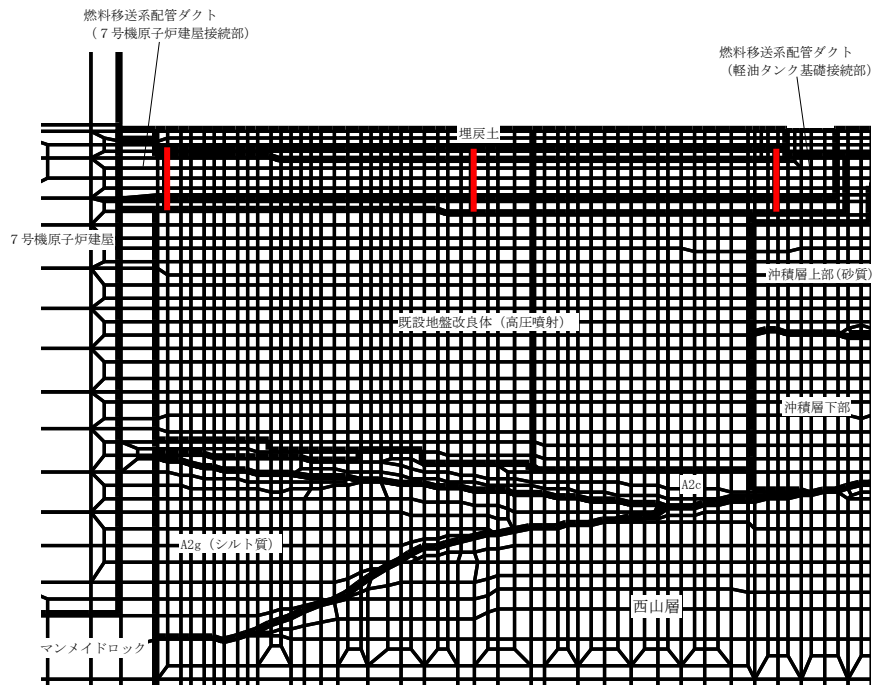 燃料移送系配管ダクト
（７号機原子炉建屋接続部）
燃料移送系配管ダクト
（軽油タンク基礎接続部）
埋戻土
７号機原子炉建屋
沖積層上部(砂質)
既設地盤改良体（高圧噴射）
沖積層下部
A2c
A2g（シルト質）
西山層
マンメイドロック